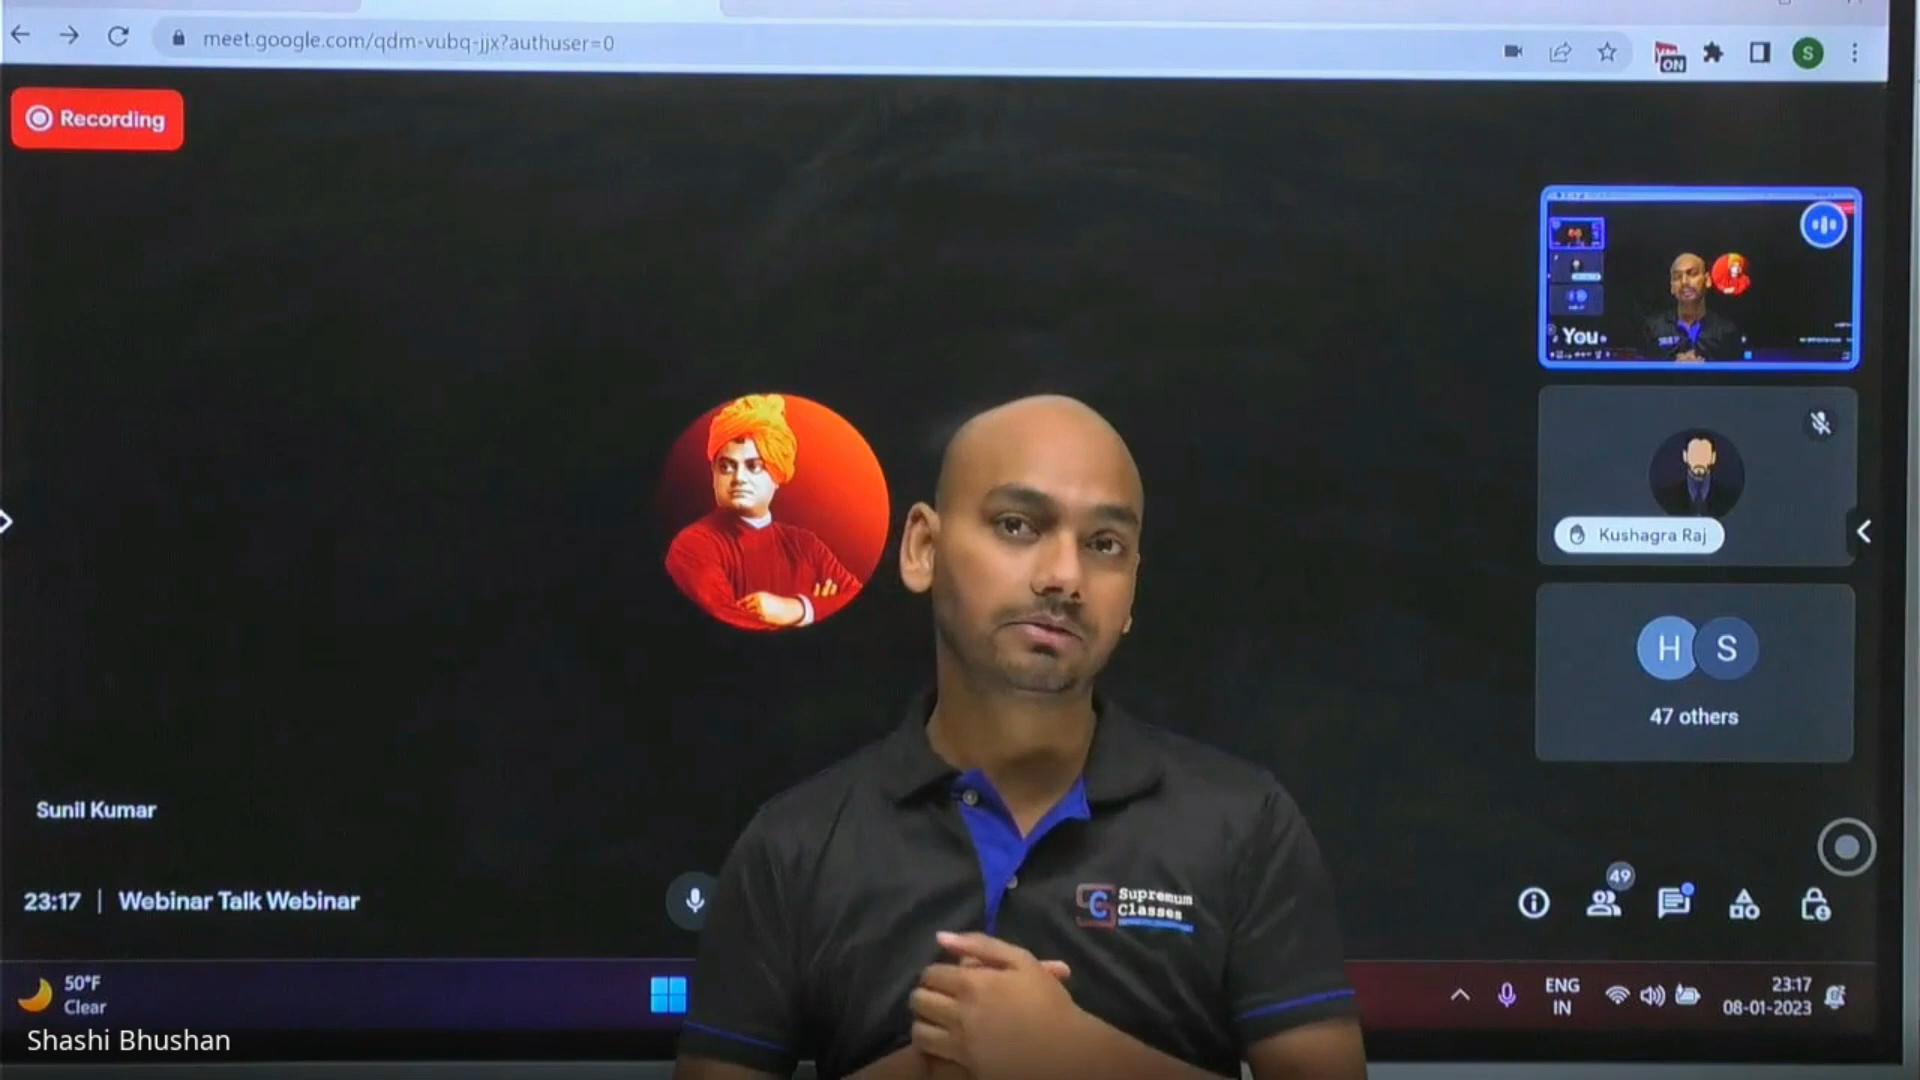 meet.google.com/qdm-vubq-jjx?authuser=0
ON
S
Recording
You
Kushagra Raj
H S
47 others
Sunil Kumar
23:17 | Webinar Talk Webinar
49
Supremum
Classes
50°F
Clear
ENG
IN
23:17
08-01-2023
Shashi Bhushan